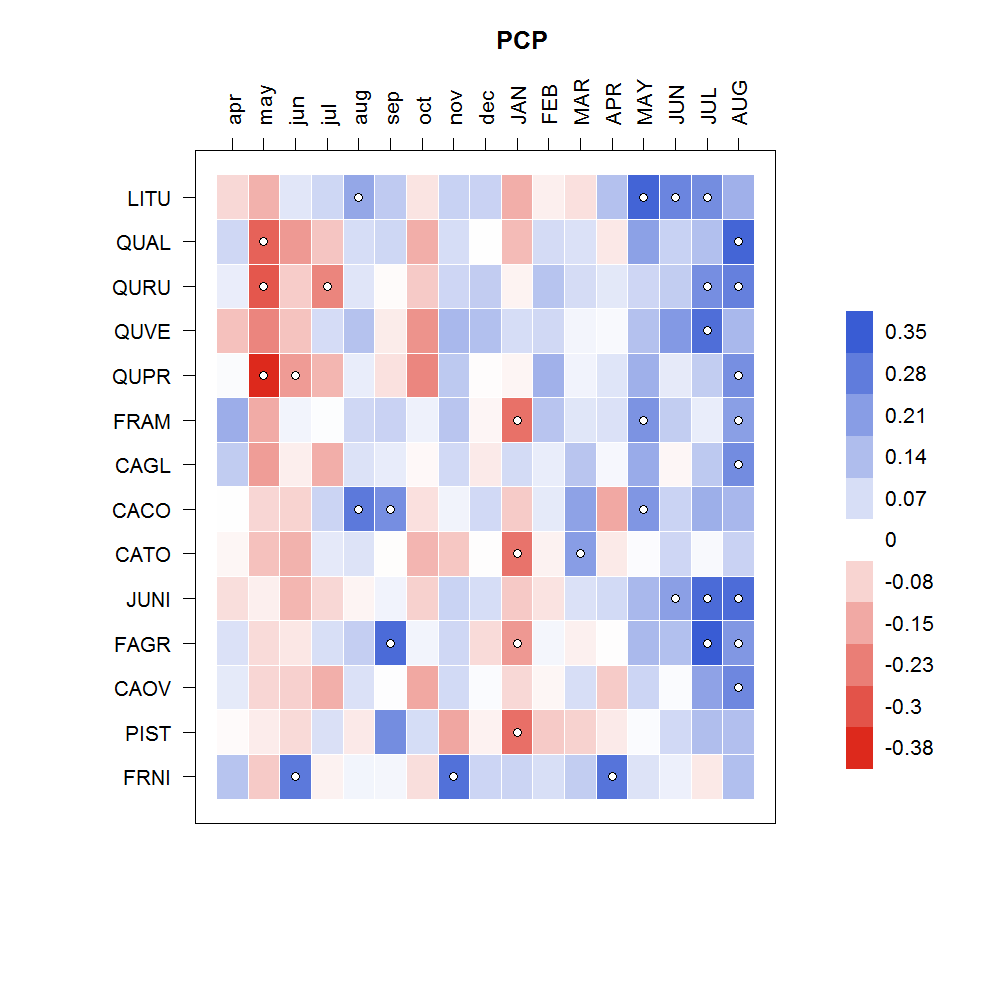 PCP
apr may jun jul aug sep oct nov dec JAN FEB MAR APR MAY JUN JUL AUG
LITU
QUAL
QURU
QUVE
QUPR
FRAM
CAGL
CACO
CATO
JUNI
FAGR
CAOV
PIST
FRNI
0.35
0.28
0.21
0.14
0.07
0
-0.08
-0.15
-0.23
-0.3
-0.38